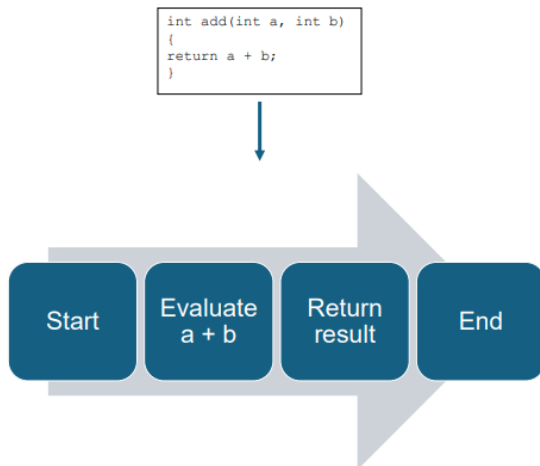 int add(int a, int b)
{
return a + b;
}
Start
Evaluate
a + b
Return
result
End